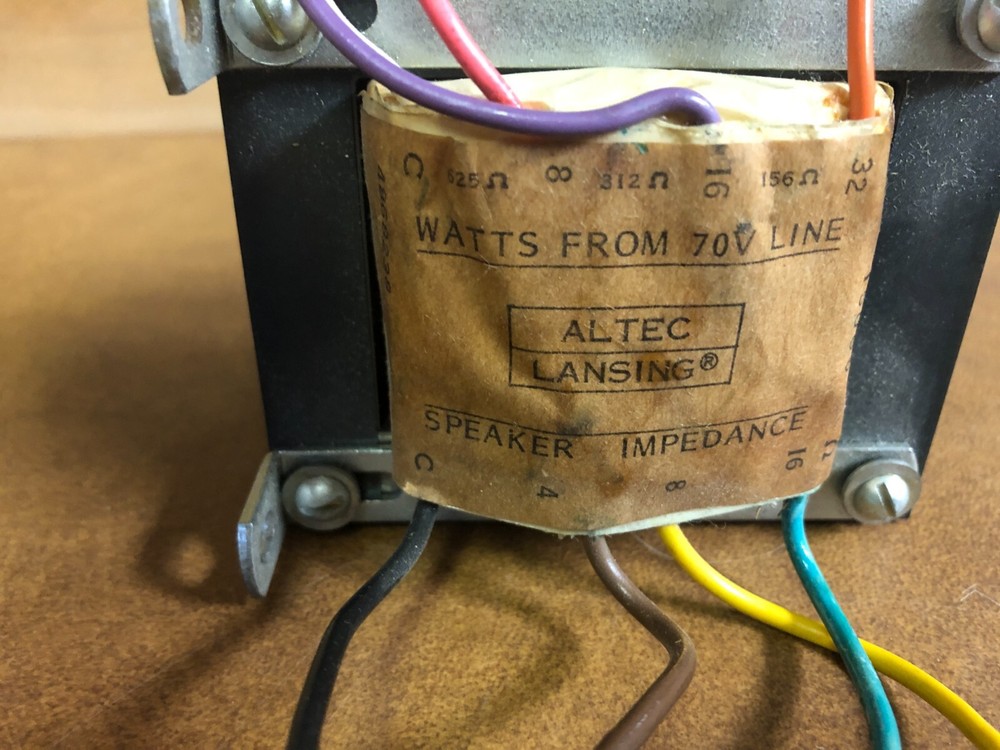 C 625Ω 8 312Ω 16 156Ω 32
WATTS FROM 70V LINE
ALTEC
LANSING®
SPEAKER IMPEDANCE
C 4 8 16 Ω